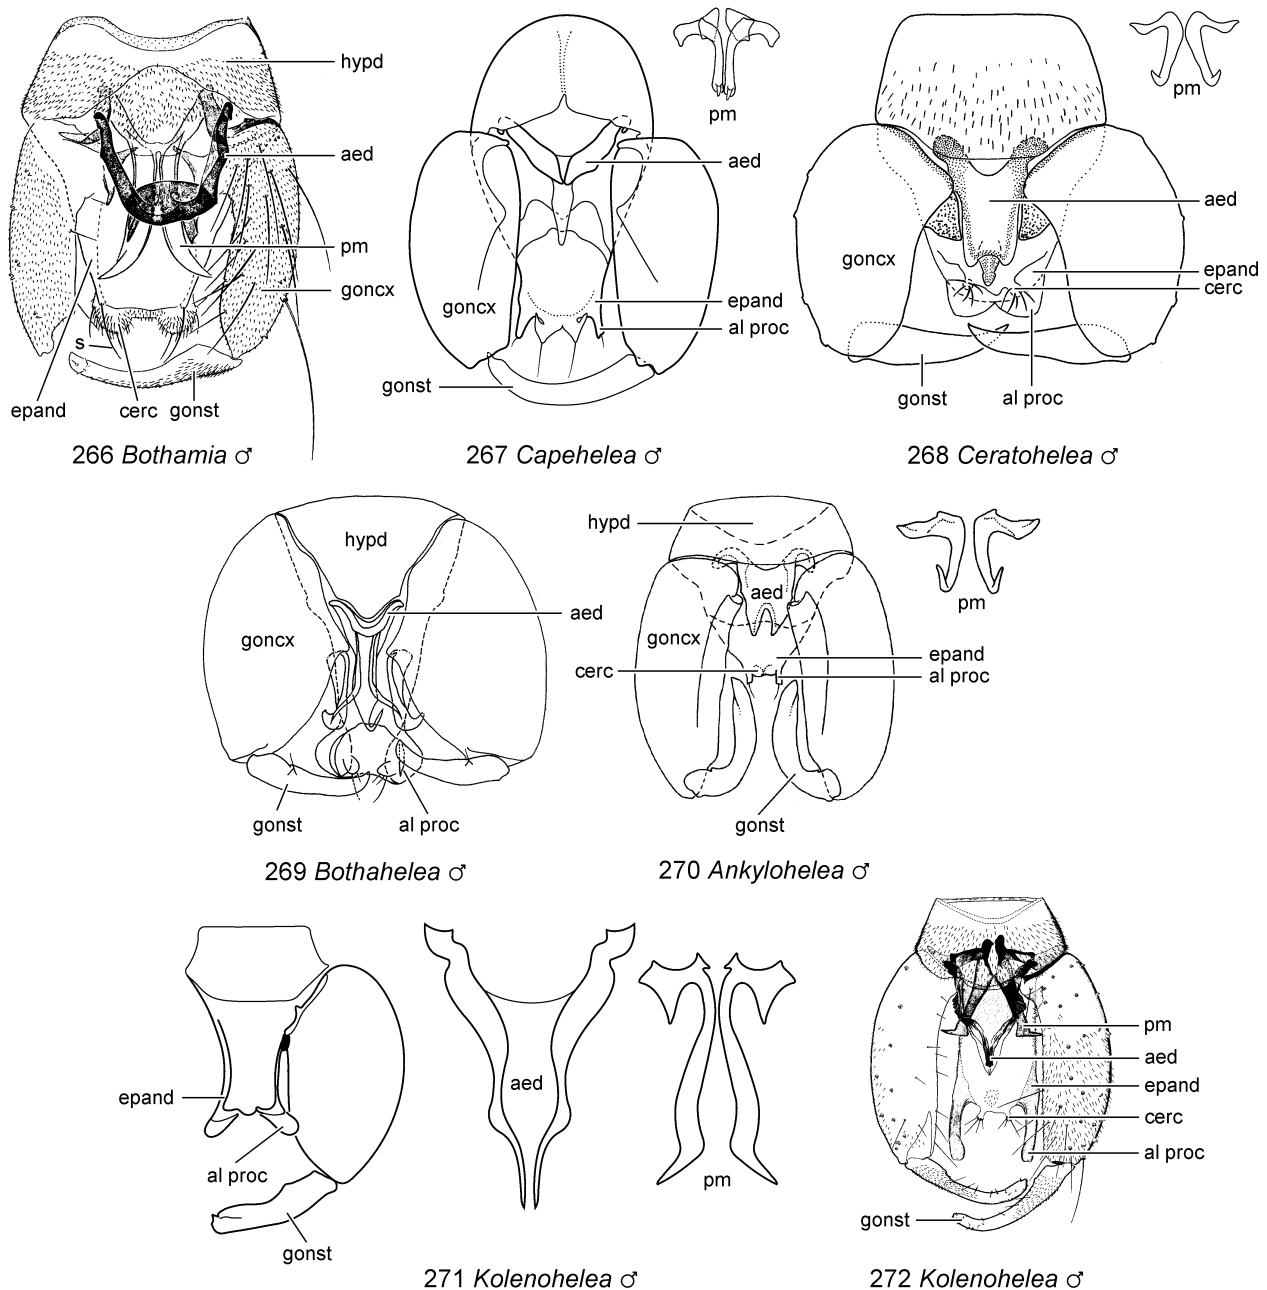 hypd
aed
pm
goncx
s
epand
cerc
gonst
266 Bothamia ♂
pm
aed
goncx
epand
al proc
gonst
267 Capehelea ♂
pm
aed
goncx
epand
cerc
gonst
al proc
268 Ceratohelea ♂
hypd
aed
goncx
gonst
al proc
269 Bothahelea ♂
hypd
pm
aed
goncx
epand
cerc
al proc
gonst
270 Ankylohelea ♂
epand
al proc
gonst
aed
pm
271 Kolenohelea ♂
pm
aed
epand
cerc
al proc
gonst
272 Kolenohelea ♂